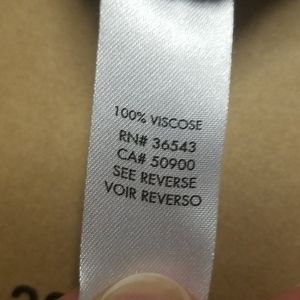 100% VISCOSE
RN# 36543
CA# 50900
SEE REVERSE
VOIR REVERSO